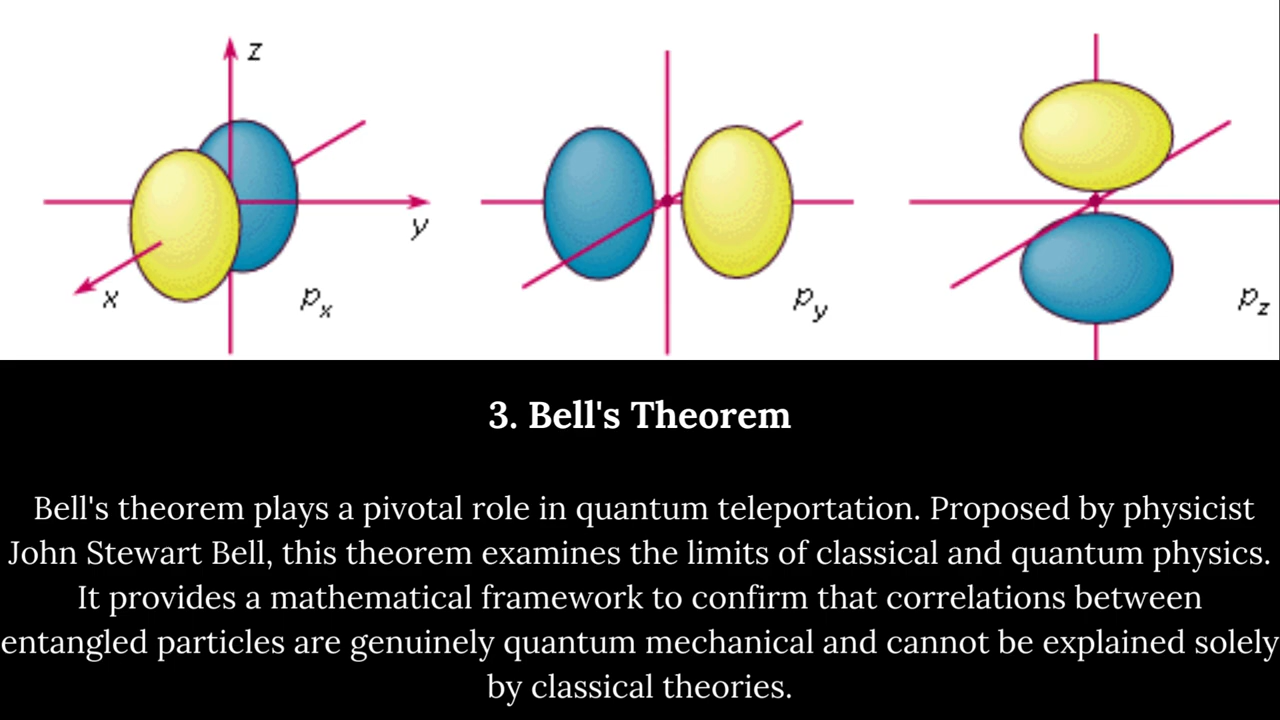 z
y
x
px
py
pz
3. Bell's Theorem
Bell's theorem plays a pivotal role in quantum teleportation. Proposed by physicist
John Stewart Bell, this theorem examines the limits of classical and quantum physics.
It provides a mathematical framework to confirm that correlations between
entangled particles are genuinely quantum mechanical and cannot be explained solely
by classical theories.